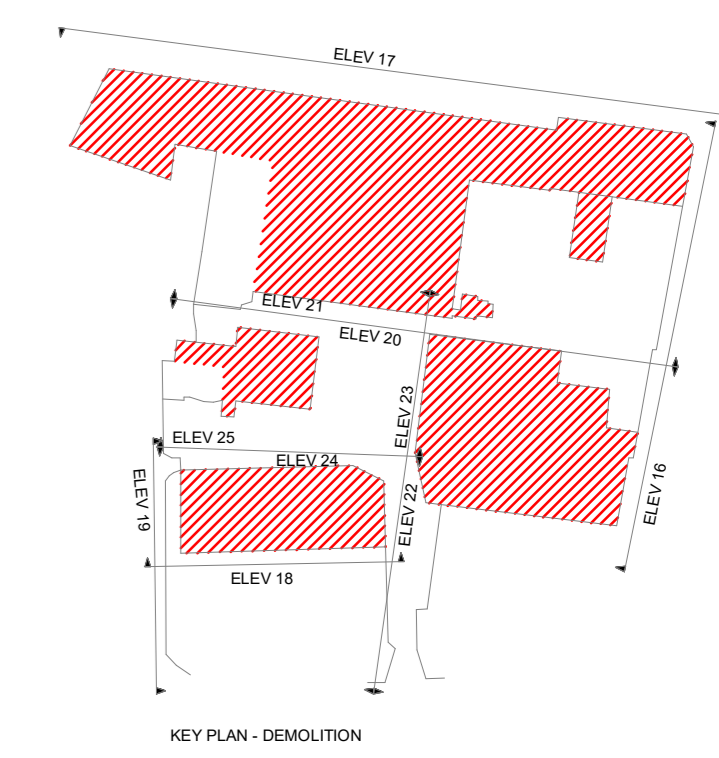 ELEV 17
ELEV 21
ELEV 20
ELEV 23
ELEV 25
ELEV 24
ELEV 19
ELEV 22
ELEV 16
ELEV 18
KEY PLAN - DEMOLITION